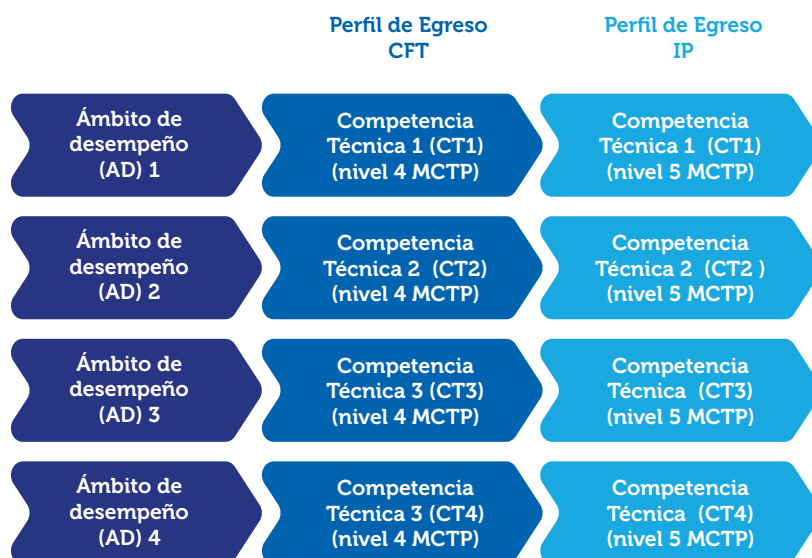 Perfil de Egreso
CFT
Perfil de Egreso
IP
Ámbito de
desempeño
(AD) 1
Competencia
Técnica 1 (CT1)
(nivel 4 MCTP)
Competencia
Técnica 1 (CT1)
(nivel 5 MCTP)
Ámbito de
desempeño
(AD) 2
Competencia
Técnica 2 (CT2)
(nivel 4 MCTP)
Competencia
Técnica 2 (CT2 )
(nivel 5 MCTP)
Ámbito de
desempeño
(AD) 3
Competencia
Técnica 3 (CT3)
(nivel 4 MCTP)
Competencia
Técnica (CT3)
(nivel 5 MCTP)
Ámbito de
desempeño
(AD) 4
Competencia
Técnica 3 (CT4)
(nivel 4 MCTP)
Competencia
Técnica (CT4)
(nivel 5 MCTP)